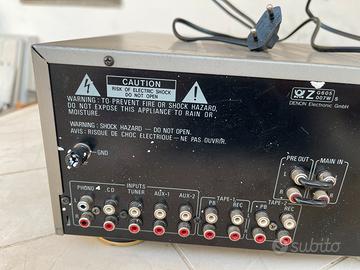 CAUTION
RISK OF ELECTRIC SHOCK
DO NOT OPEN
WARNING: TO PREVENT FIRE OR SHOCK HAZARD,
DO NOT EXPOSE THIS APPLIANCE TO RAIN OR
MOISTURE.
WARNING: SHOCK HAZARD — DO NOT OPEN.
AVIS: RISQUE DE CHOC ELECTRIQUE — NE PAS OUVRIR.
Z G605
007W S
DENON Electronic GmbH
GND
PRE OUT MAIN IN
INPUTS
PHONO CD TUNER AUX-1 AUX-2
TAPE-1 TAPE-2
PB REC PB REC
subito